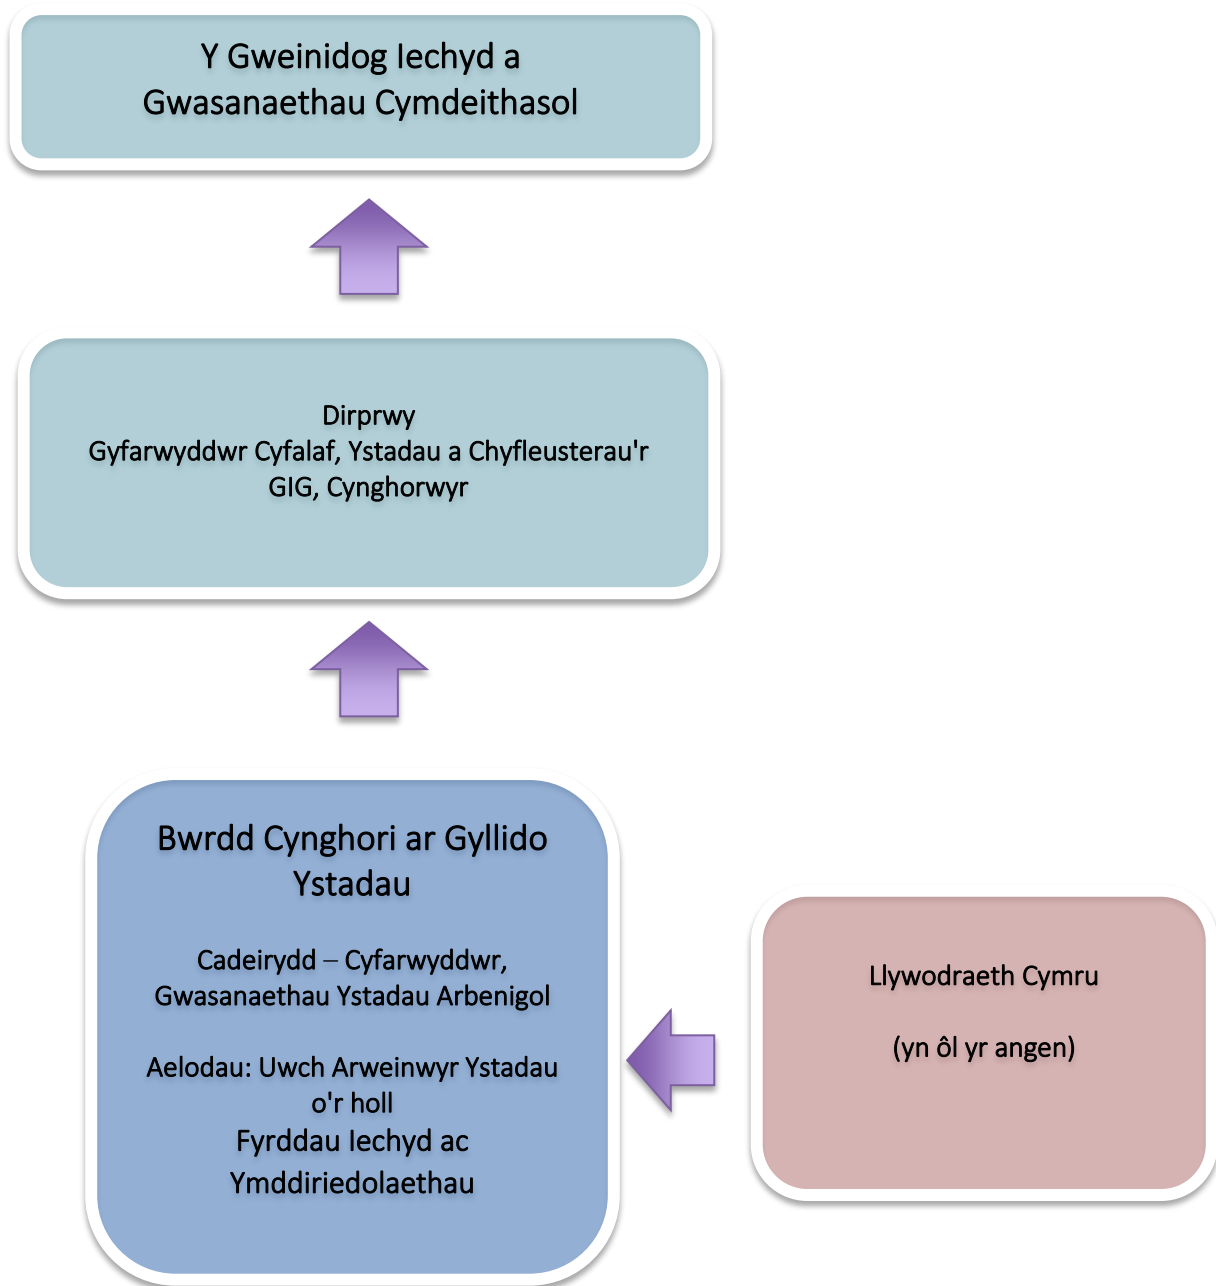 Y Gweinidog Iechyd a
Gwasanaethau Cymdeithasol
Dirprwy
Gyfarwyddwr Cyfalaf, Ystadau a Chyfleusterau'r
GIG, Cynghorwyr
Bwrdd Cynghori ar Gyllido
Ystadau
Cadeirydd – Cyfarwyddwr,
Gwasanaethau Ystadau Arbenigol
Aelodau: Uwch Arweinwyr Ystadau
o'r holl
Fyrddau Iechyd ac
Ymddiriedolaethau
Llywodraeth Cymru
(yn ôl yr angen)